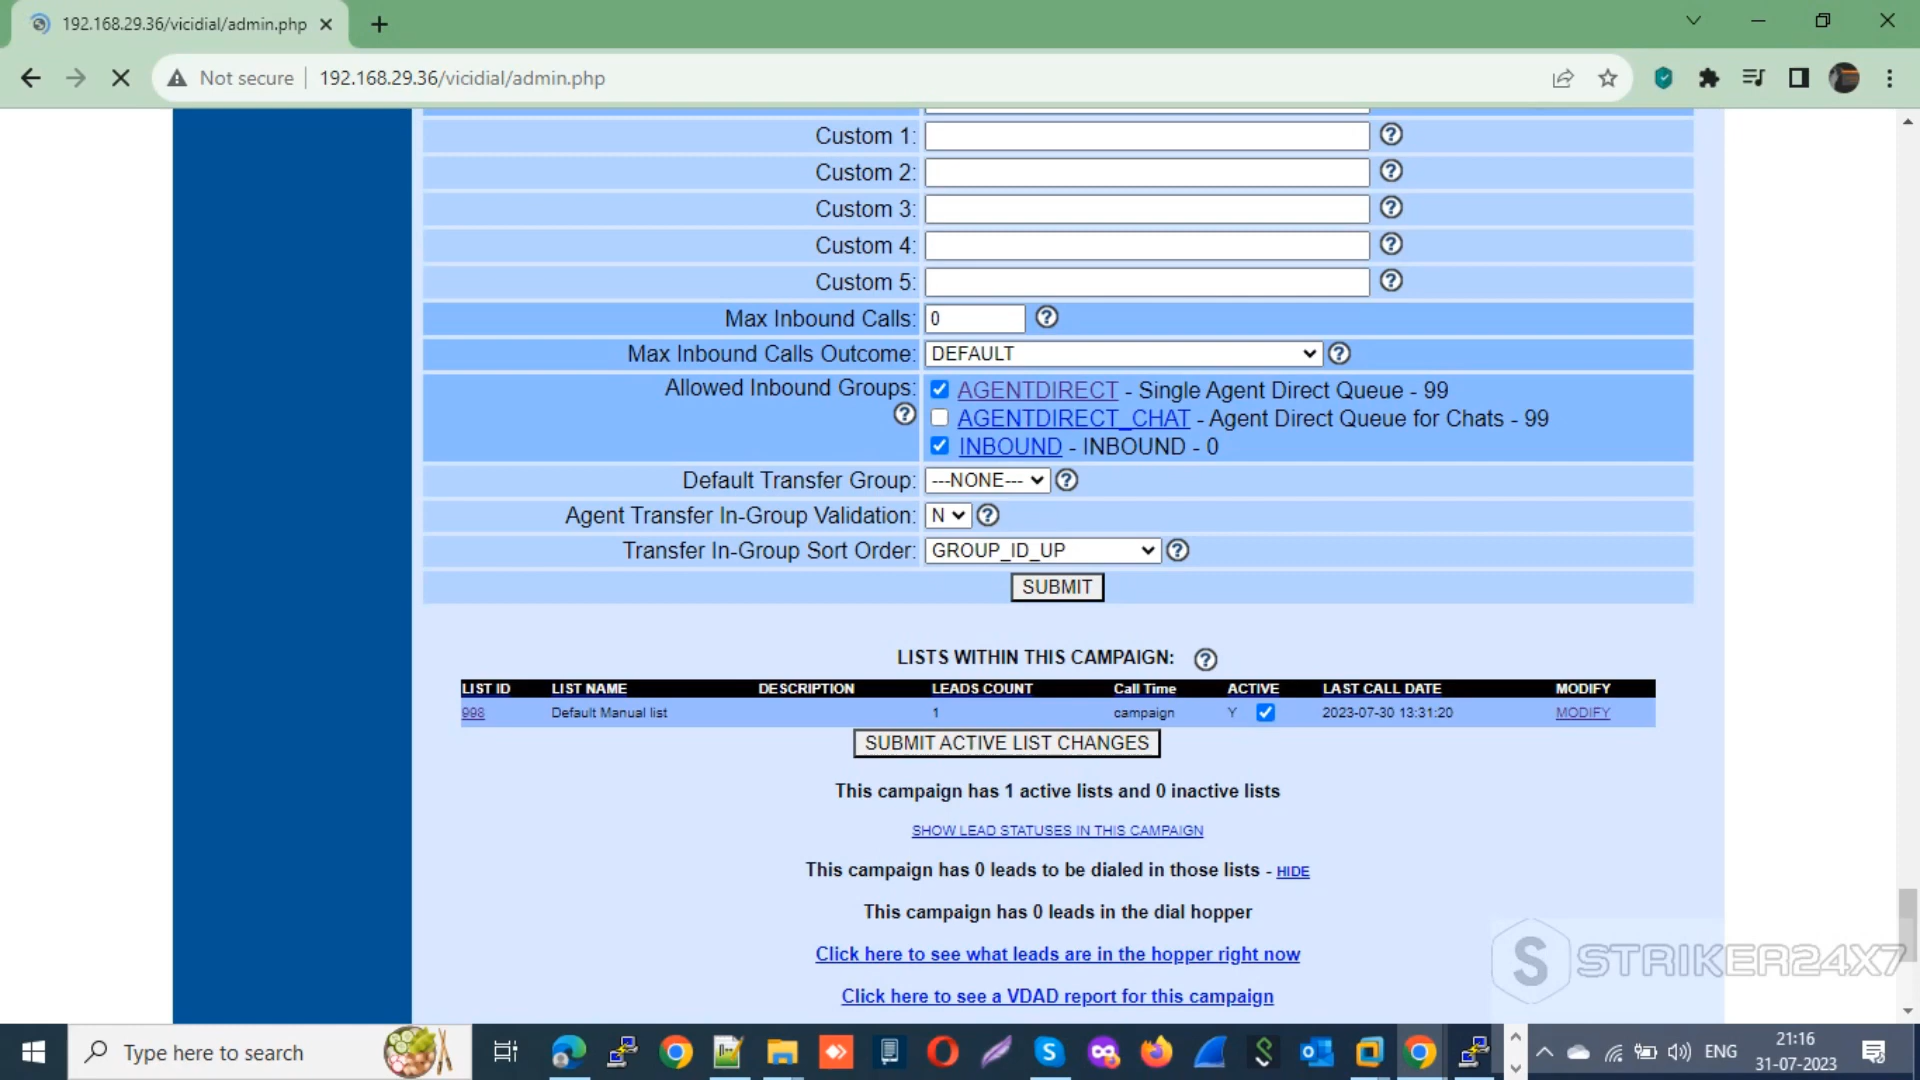 192.168.29.36/vicidial/admin.php
Not secure
192.168.29.36/vicidial/admin.php
Custom 1:
Custom 2:
Custom 3:
Custom 4:
Custom 5:
Max Inbound Calls: 0
Max Inbound Calls Outcome: DEFAULT
Allowed Inbound Groups: AGENTDIRECT - Single Agent Direct Queue - 99
AGENTDIRECT_CHAT - Agent Direct Queue for Chats - 99
INBOUND - INBOUND - 0
Default Transfer Group: ---NONE---
Agent Transfer In-Group Validation: N
Transfer In-Group Sort Order: GROUP_ID_UP
SUBMIT
LISTS WITHIN THIS CAMPAIGN:
LIST ID LIST NAME DESCRIPTION LEADS COUNT Call Time ACTIVE LAST CALL DATE MODIFY
998 Default Manual list 1 campaign Y 2023-07-30 13:31:20 MODIFY
SUBMIT ACTIVE LIST CHANGES
This campaign has 1 active lists and 0 inactive lists
SHOW LEAD STATUSES IN THIS CAMPAIGN
This campaign has 0 leads to be dialed in those lists - HIDE
This campaign has 0 leads in the dial hopper
Click here to see what leads are in the hopper right now
Click here to see a VDAD report for this campaign
S STRIKER24X7
Type here to search
ENG
21:16
31-07-2023